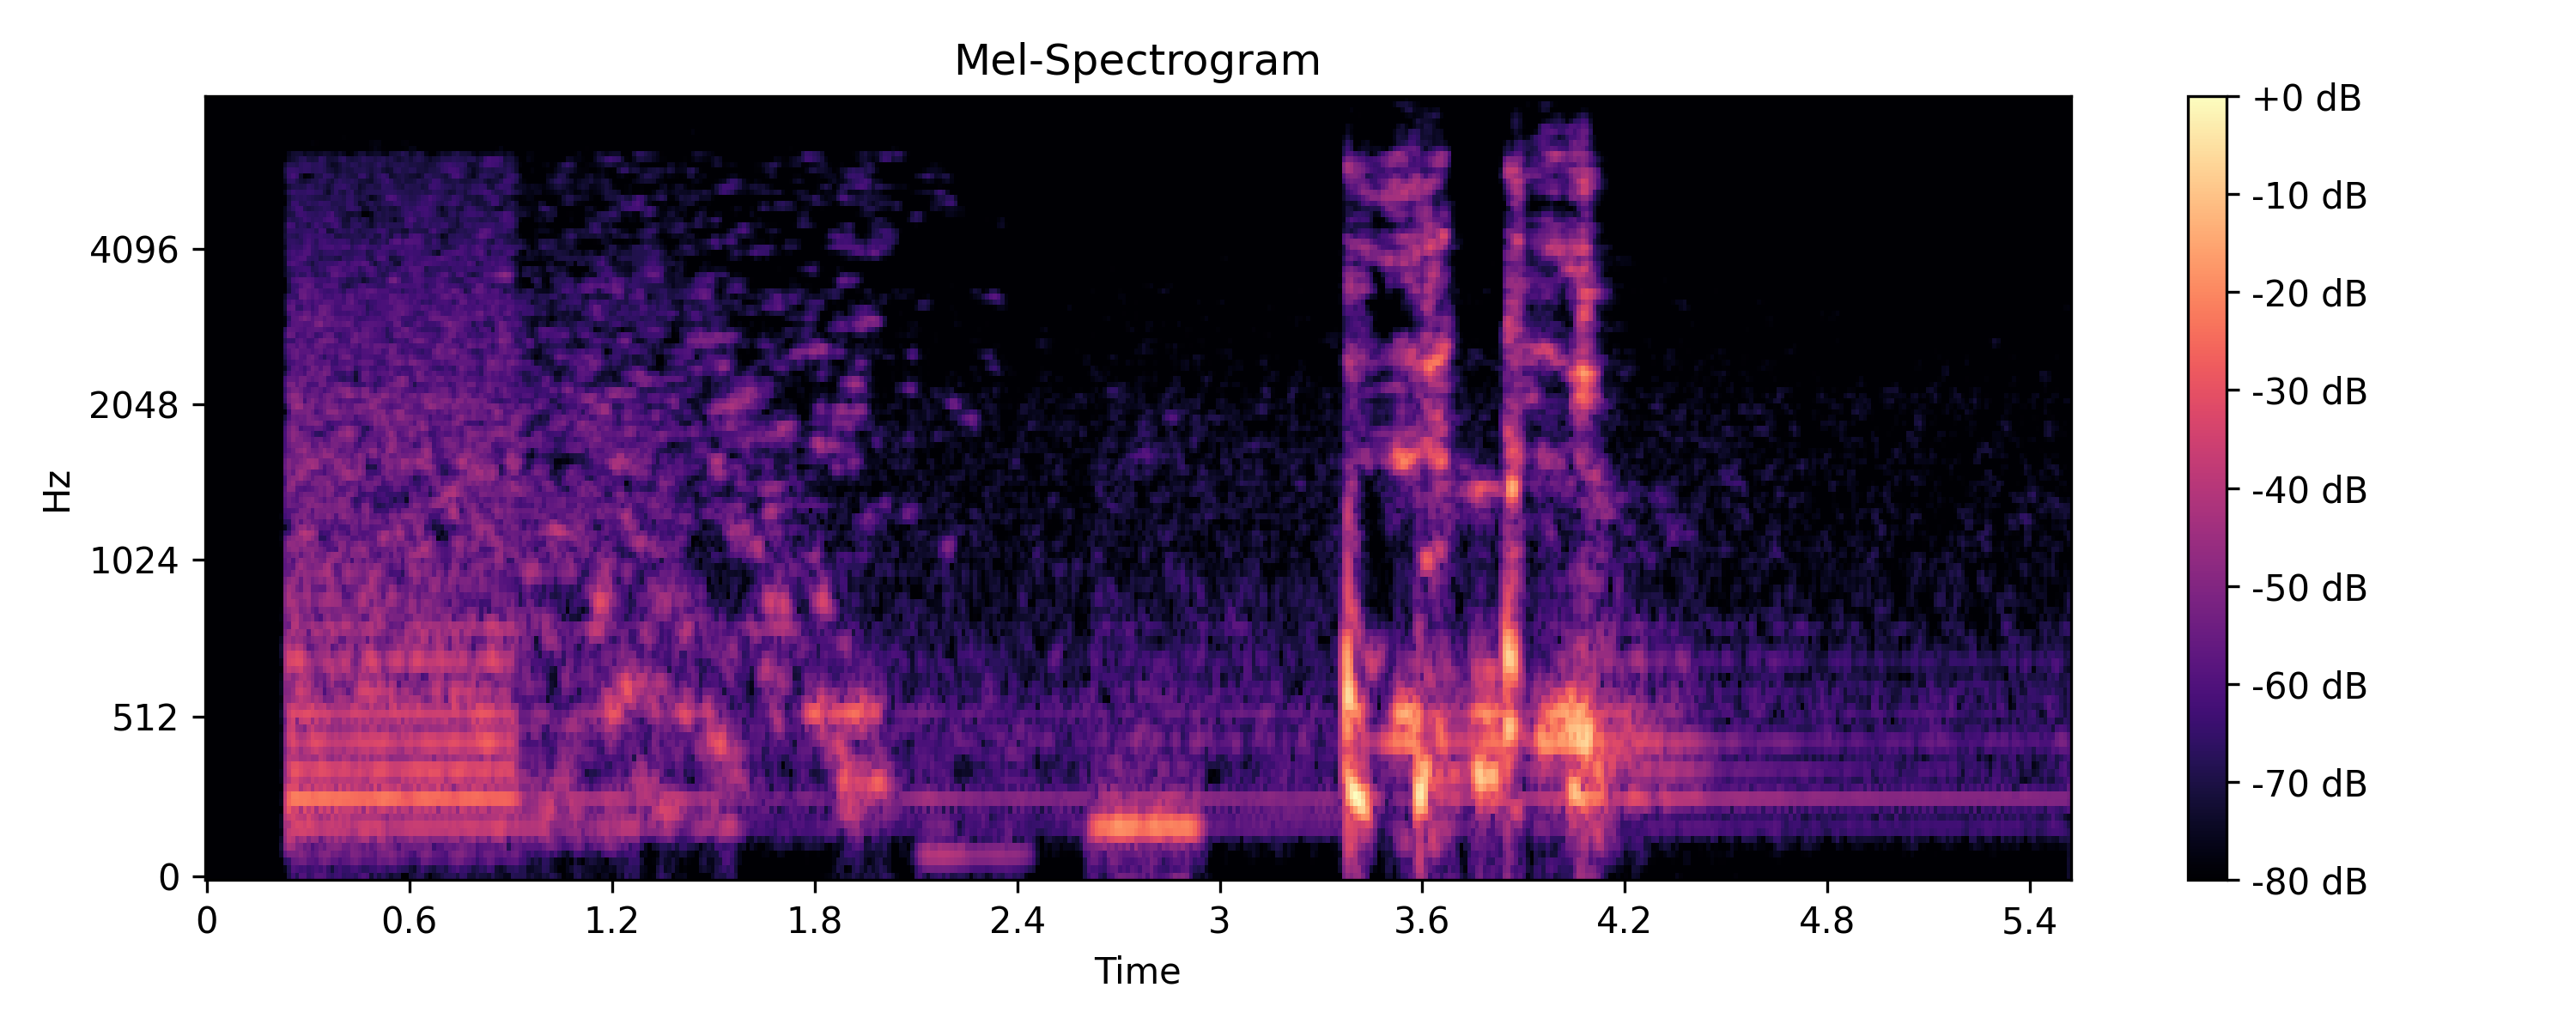 Mel-Spectrogram
+0 dB
-10 dB
-20 dB
-30 dB
-40 dB
-50 dB
-60 dB
-70 dB
-80 dB
4096
2048
1024
512
0
Hz
0 0.6 1.2 1.8 2.4 3 3.6 4.2 4.8 5.4
Time